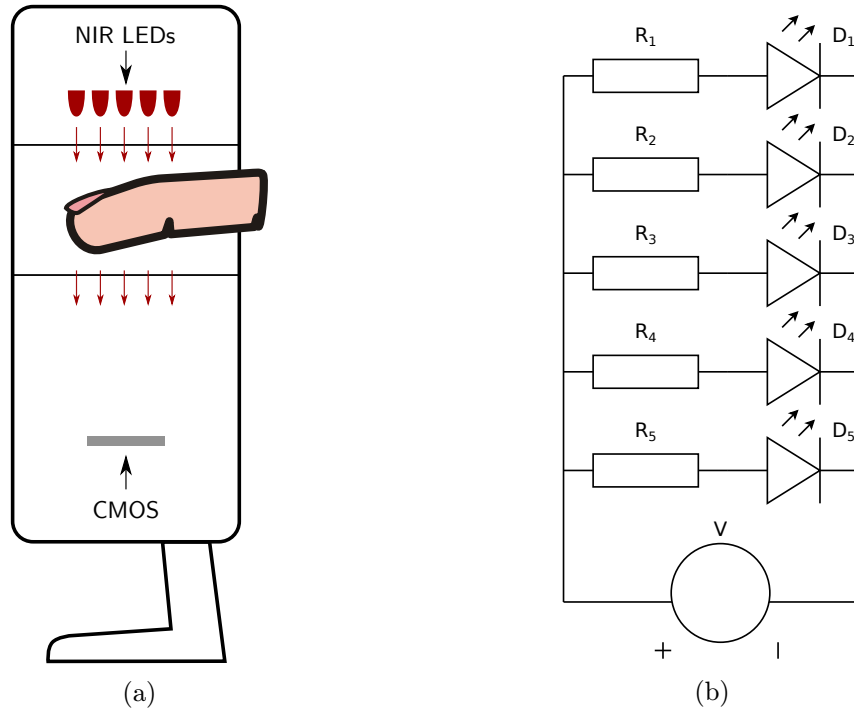 NIR LEDs
CMOS
(a)
R₁
D₁
R₂
D₂
R₃
D₃
R₄
D₄
R₅
D₅
V
+
|
(b)